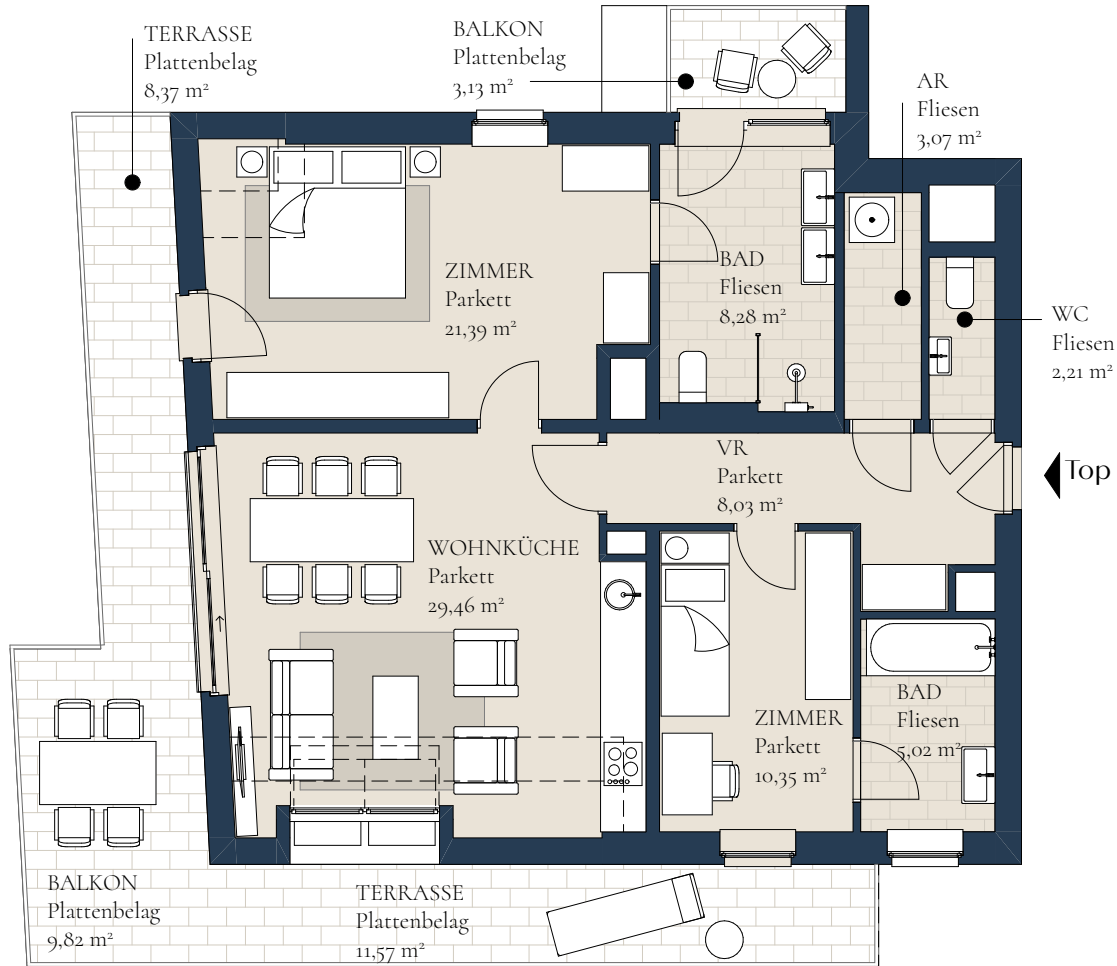 TERRASSE
Plattenbelag
8,37 m²
BALKON
Plattenbelag
3,13 m²
AR
Fliesen
3,07 m²
ZIMMER
Parkett
21,39 m²
BAD
Fliesen
8,28 m²
WC
Fliesen
2,21 m²
VR
Parkett
8,03 m²
Top
WOHNKÜCHE
Parkett
29,46 m²
ZIMMER
Parkett
10,35 m²
BAD
Fliesen
5,02 m²
BALKON
Plattenbelag
9,82 m²
TERRASSE
Plattenbelag
11,57 m²